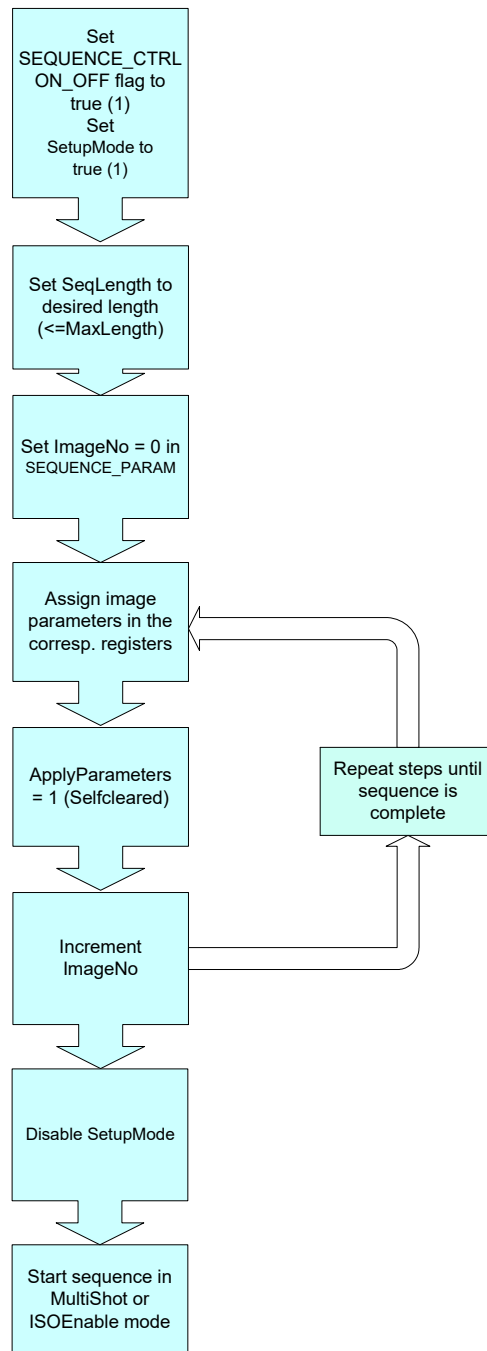 Set
SEQUENCE_CTRL
ON_OFF flag to
true (1)
Set
SetupMode to
true (1)
Set SeqLength to
desired length
(<=MaxLength)
Set ImageNo = 0 in
SEQUENCE_PARAM
Assign image
parameters in the
corresp. registers
ApplyParameters
= 1 (Selfcleared)
Repeat steps until
sequence is
complete
Increment
ImageNo
Disable SetupMode
Start sequence in
MultiShot or
ISOEnable mode